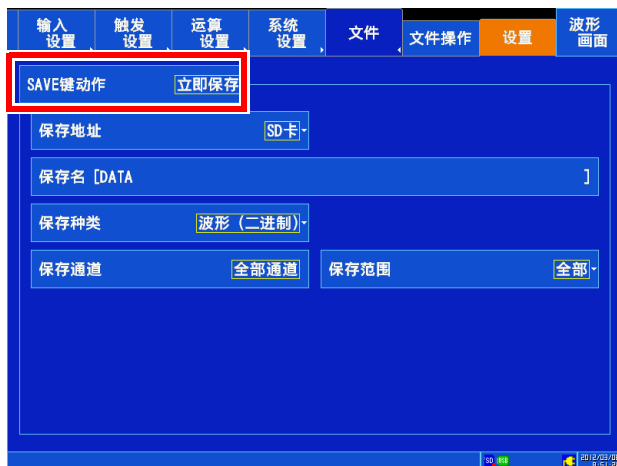 输入
设置
触发
设置
运算
设置
系统
设置
文件
文件操作
设置
波形
画面
SAVE键动作 立即保存
保存地址 SD卡
保存名 [DATA ]
保存种类 波形 (二进制)
保存通道 全部通道 保存范围 全部
SD USB